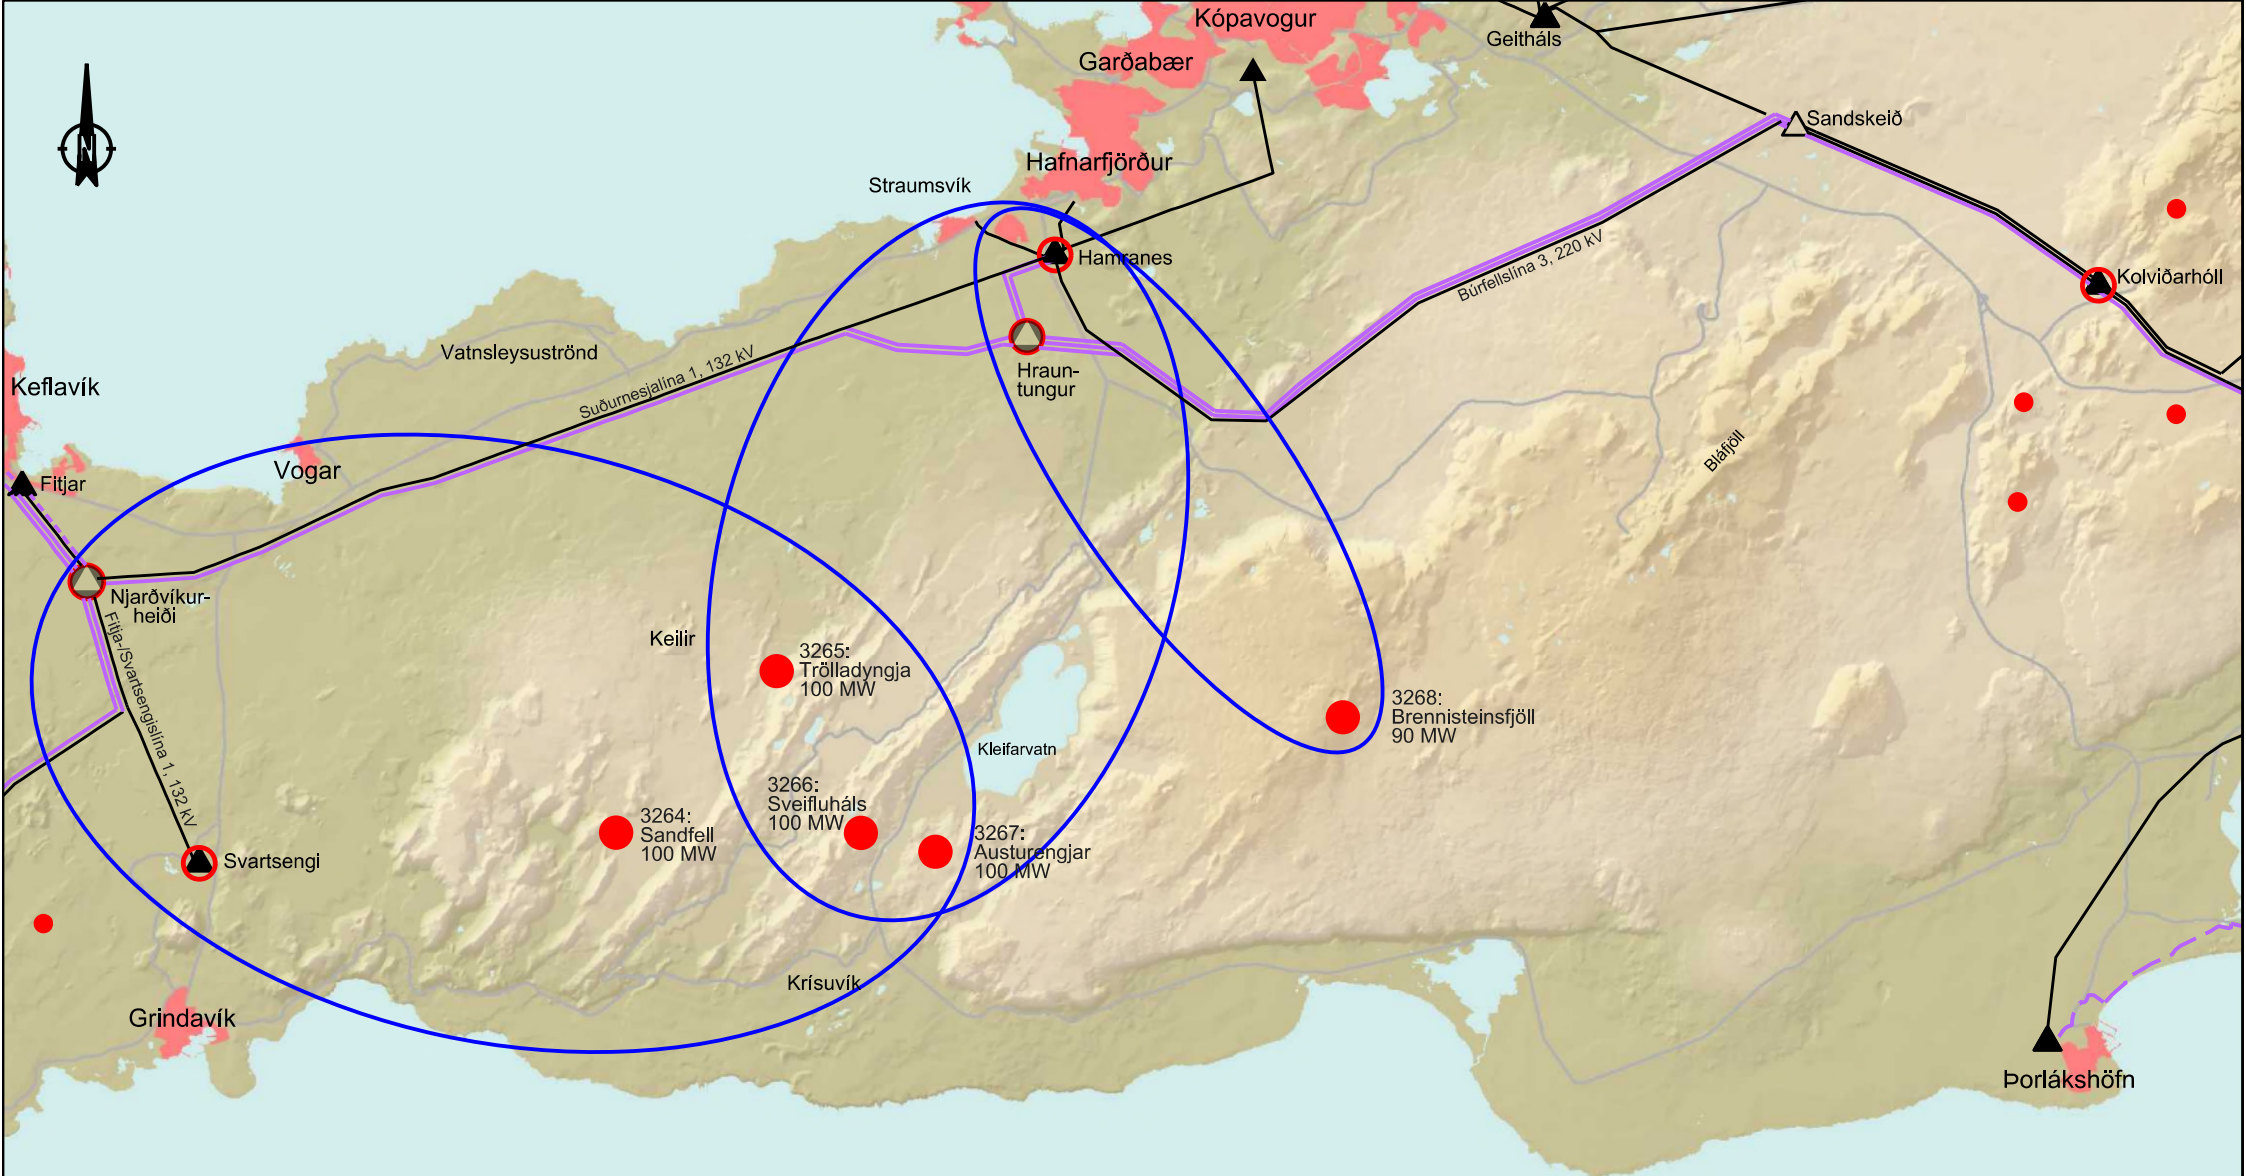 Kópavogur
Geitháls
Garðabær
Sandskeið
Hafnarfjörður
Straumsvík
Hamranes
Búrfellslína 3, 220 kV
Kolviðarhóll
Vatnsleysuströnd
Suðurnesjalína 1, 132 kV
Hraun-
tungur
Keflavík
Bláfjöll
Vogar
Fitjar
N
Njarðvíkur-
heiði
Fitja-/Svartsengislína 1, 132 kV
Keilir
3265:
Trölladyngja
100 MW
3268:
Brennisteinsfjöll
90 MW
Kleifarvatn
3266:
Sveifluháls
100 MW
3264:
Sandfell
100 MW
3267:
Austurengjar
100 MW
Svartsengi
Krísuvík
Grindavík
Þorlákshöfn